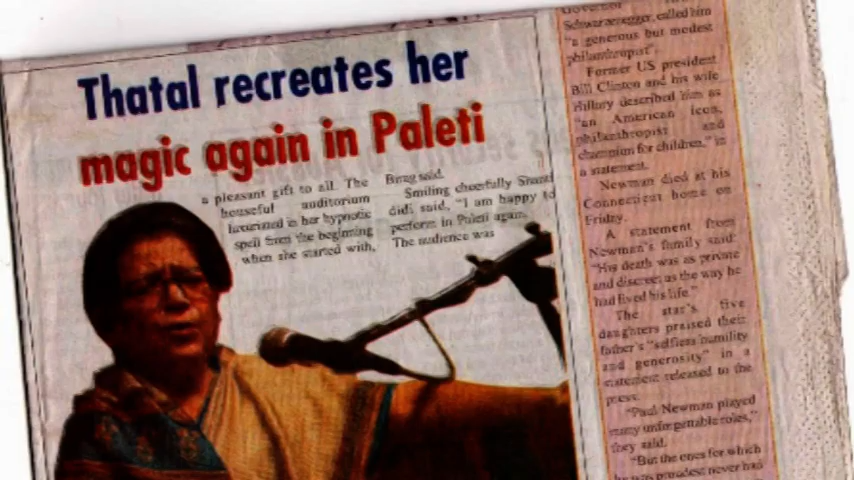 Thatal recreates her
magic again in Paleti
a pleasant gift to all. The
houseful auditorium
luxuriated in her hypnotic
spell from the beginning
when she started with,
said.
Smiling cheerfully Shanti
didi said, "I am happy to
perform in Paleti again.
The audience was
Governor
Schwarzenegger, called him
"a generous but modest
philanthropist".
Former US president
Bill Clinton and his wife
Hillary described him as
"an American icon,
philanthropist and
champion for children," in
a statement.
Newman died at his
Connecticut home on
Friday.
A statement from
Newman's family said:
"His death was as private
and discreet as the way he
had lived his life."
The star's five
daughters praised their
father's "selfless humility
and generosity" in a
statement released to the
press.
"Paul Newman played
many unforgettable roles,"
they said.
"But the ones for which
he was proudest never had